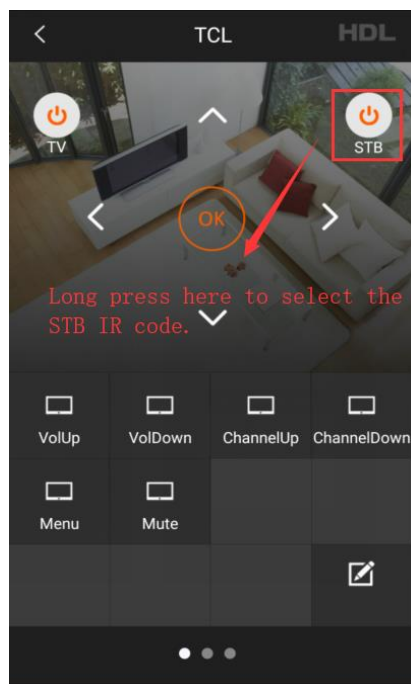 TCL
HDL
TV
STB
OK
Long press here to select the
STB IR code.
VolUp
VolDown
ChannelUp
ChannelDown
Menu
Mute